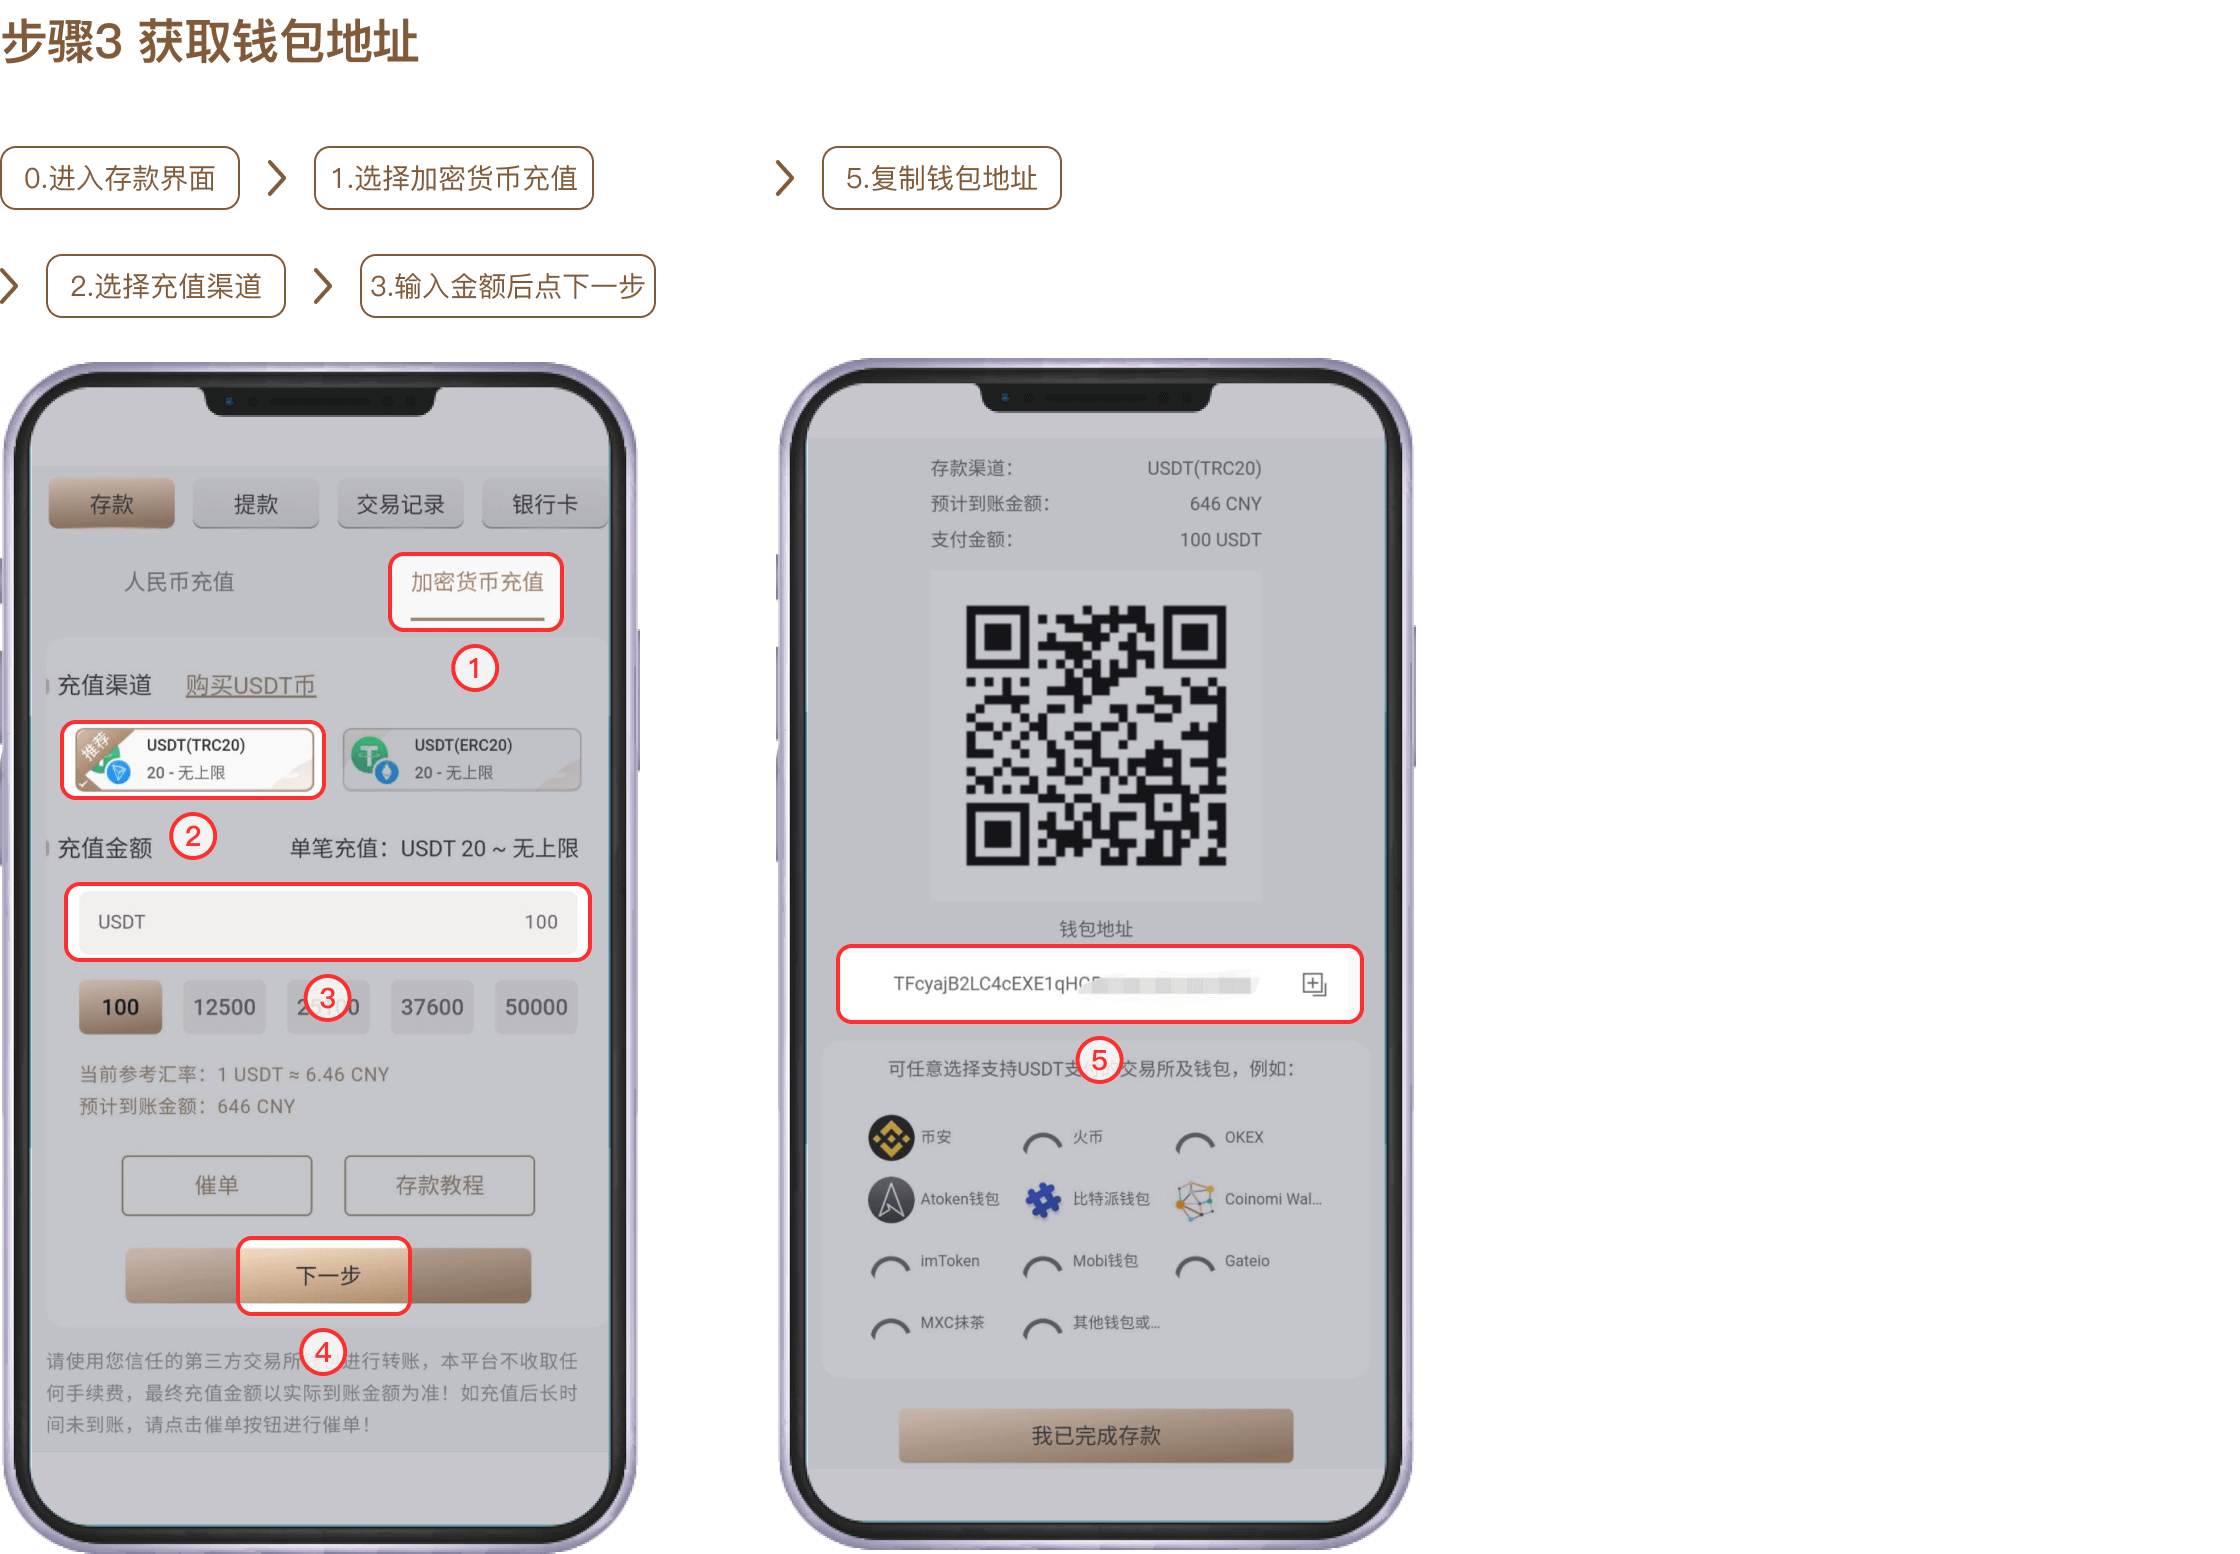 步骤3 获取钱包地址
0.进入存款界面
1.选择加密货币充值
2.选择充值渠道
3.输入金额后点下一步
5.复制钱包地址
存款
提款
交易记录
银行卡
人民币充值
加密货币充值
1
充值渠道
购买USDT币
推荐
USDT(TRC20)
20 - 无上限
USDT(ERC20)
20 - 无上限
2
充值金额
单笔充值：USDT 20 ~ 无上限
USDT
100
3
100
12500
37600
50000
当前参考汇率：1 USDT ≈ 6.46 CNY
预计到账金额：646 CNY
催单
存款教程
下一步
4
请使用您信任的第三方交易所 进行转账，本平台不收取任
何手续费，最终充值金额以实际到账金额为准！如充值后长时
间未到账，请点击催单按钮进行催单！
存款渠道：
USDT(TRC20)
预计到账金额：
646 CNY
支付金额：
100 USDT
钱包地址
TFcyajB2LC4cEXE1qH
5
可任意选择支持USDT支 交易所及钱包，例如：
币安
火币
OKEX
Atoken钱包
比特派钱包
Coinomi Wal...
imToken
Mobi钱包
Gateio
MXC抹茶
其他钱包或...
我已完成存款